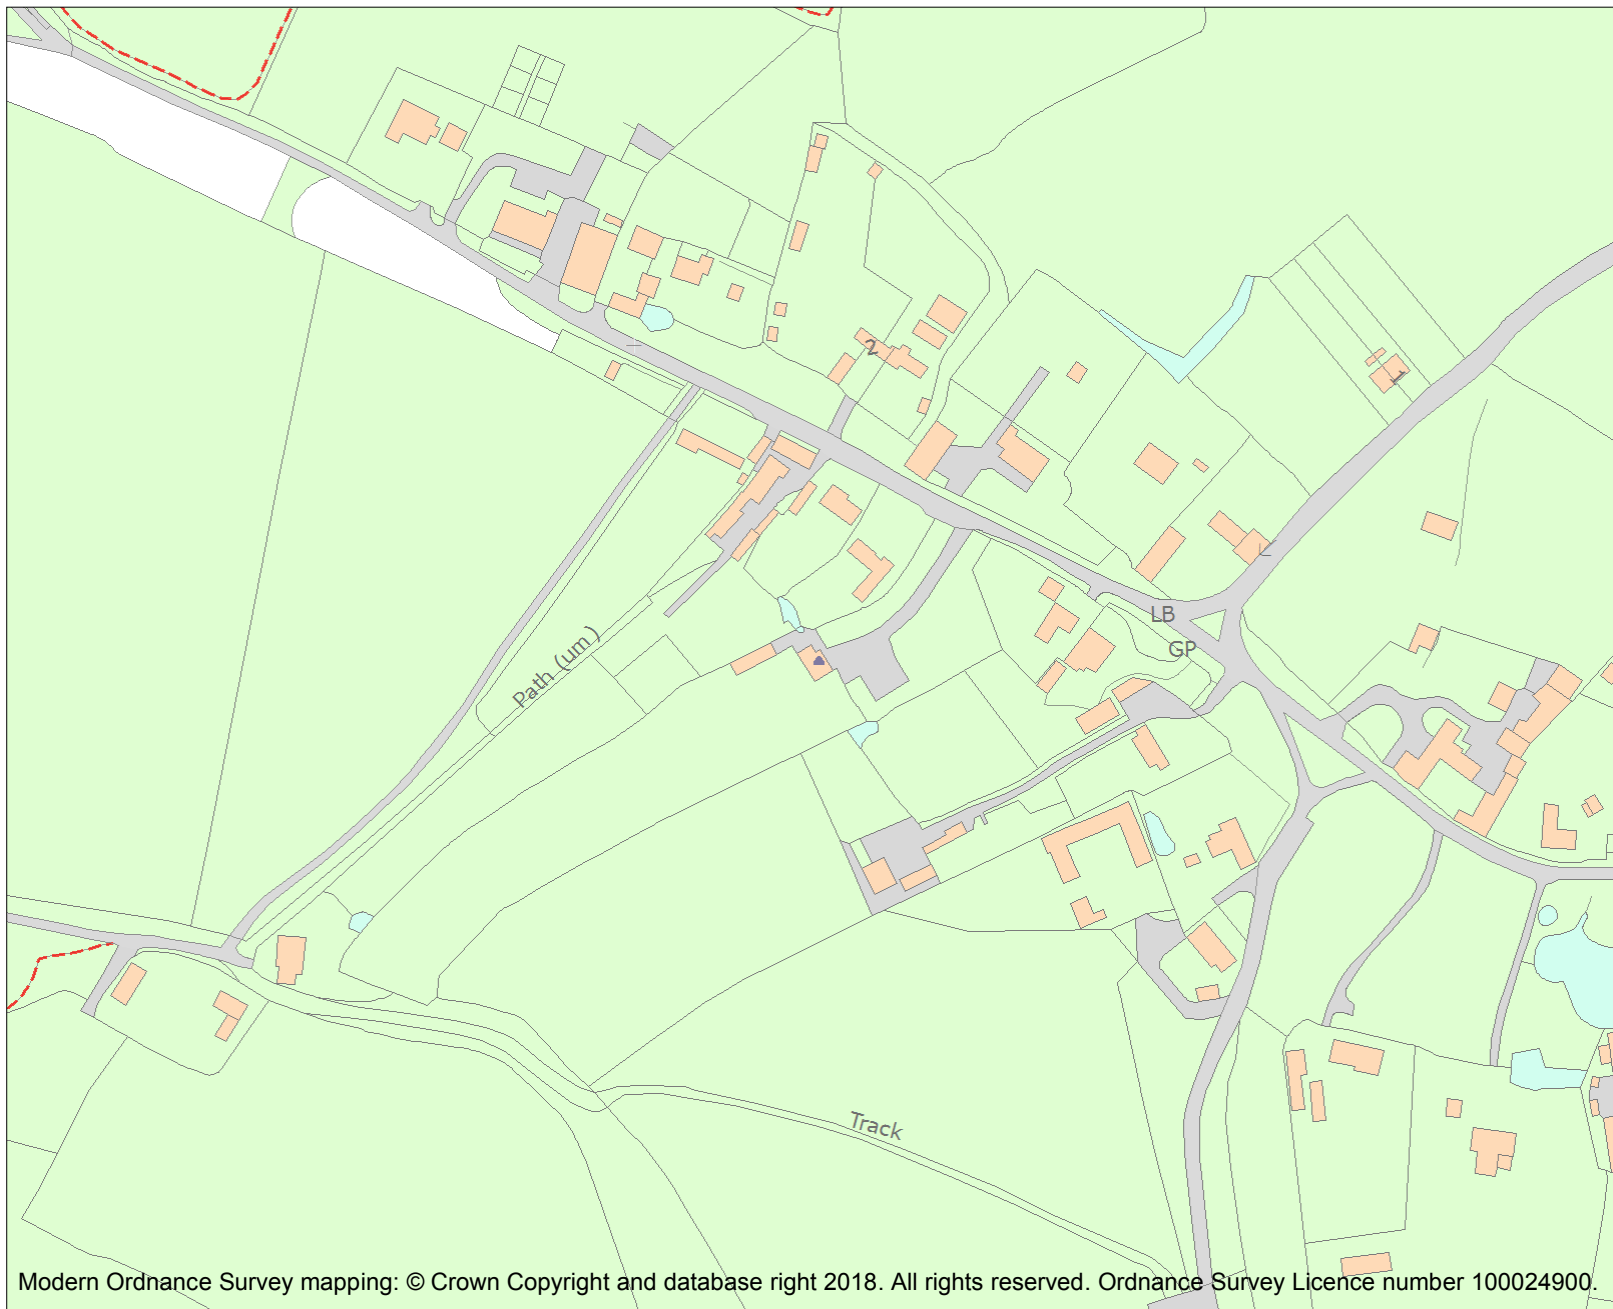 2
1
LB
GP
Path (um)
Track
Modern Ordnance Survey mapping: © Crown Copyright and database right 2018. All rights reserved. Ordnance Survey Licence number 100024900.